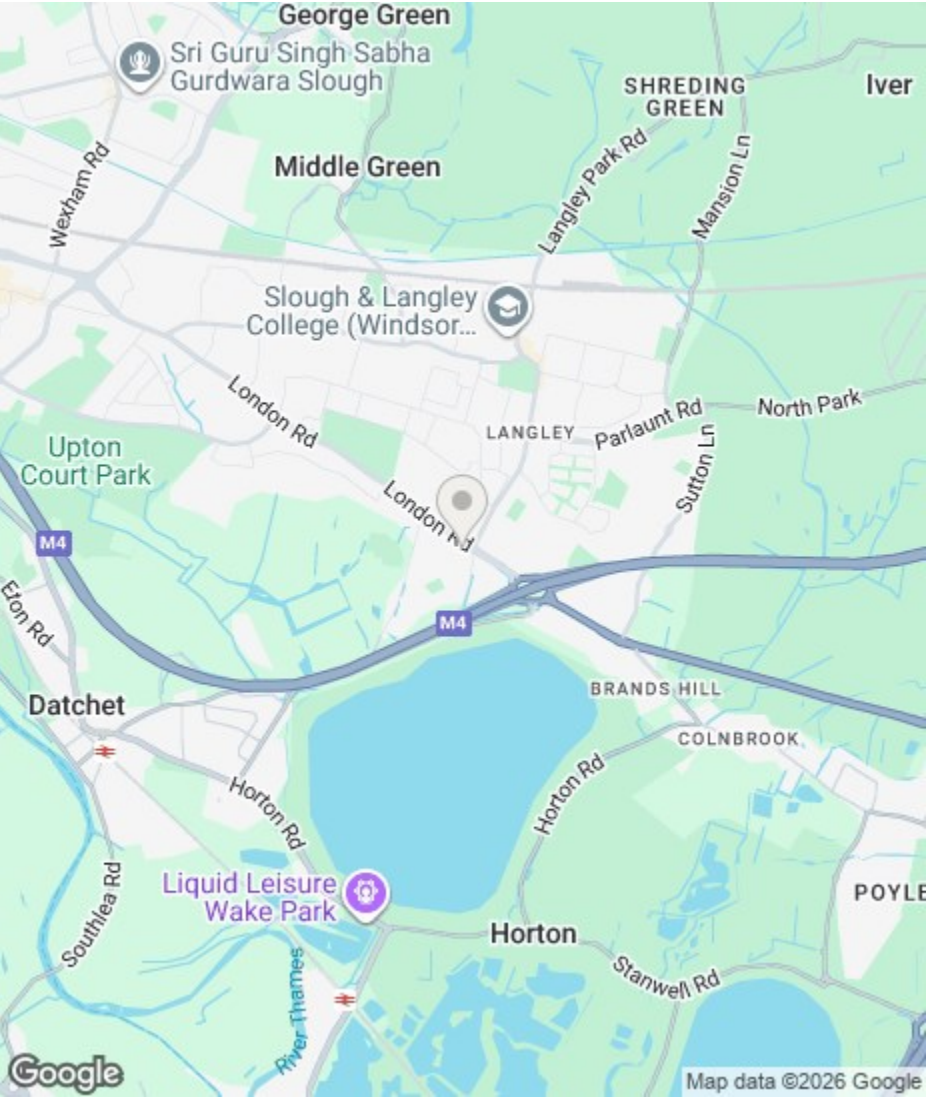 George Green
Sri Guru Singh Sabha
Gurdwara Slough
SHREDING
GREEN
Iver
Middle Green
Wexham Rd
Langley Park Rd
Mansion Ln
Slough & Langley
College (Windsor...
London Rd
LANGLEY
Parlaunt Rd
North Park
Upton
Court Park
Sutton Ln
London Rd
M4
Eton Rd
M4
Datchet
BRANDS HILL
COLNBROOK
Horton Rd
Horton Rd
Liquid Leisure
Wake Park
Southlea Rd
POYLE
Horton
Stanwell Rd
River Thames
Google
Map data ©2026 Google